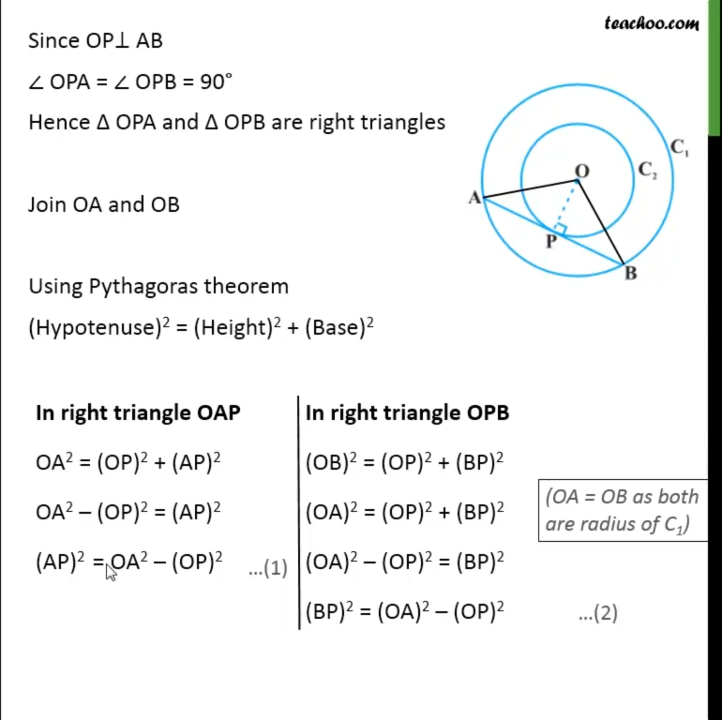 teachoo.com
Since OP⊥ AB
∠ OPA = ∠ OPB = 90°
Hence Δ OPA and Δ OPB are right triangles
Join OA and OB
Using Pythagoras theorem
(Hypotenuse)² = (Height)² + (Base)²
C₁
O
C₂
A
P
B
In right triangle OAP
OA² = (OP)² + (AP)²
OA² – (OP)² = (AP)²
(AP)² = OA² – (OP)² ...(1)
In right triangle OPB
(OB)² = (OP)² + (BP)²
(OA)² = (OP)² + (BP)²
(OA)² – (OP)² = (BP)²
(BP)² = (OA)² – (OP)² ...(2)
(OA = OB as both
are radius of C₁)